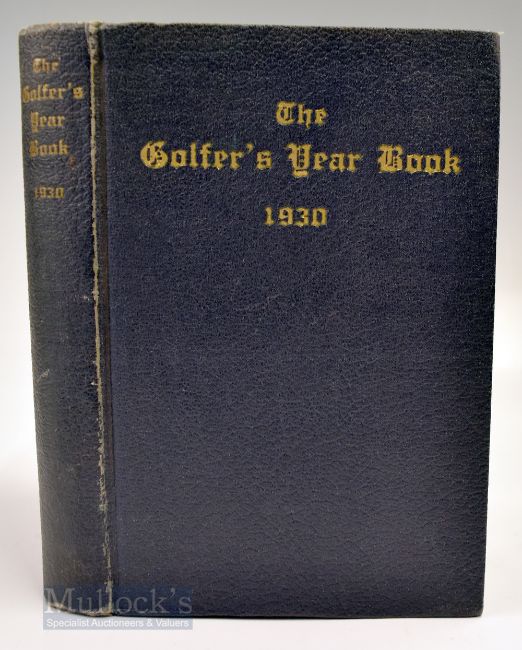 The
Golfer's
Year
Book
1930
The
Golfer's Year Book
1930
Mullock's
Specialist Auctioneers & Valuers